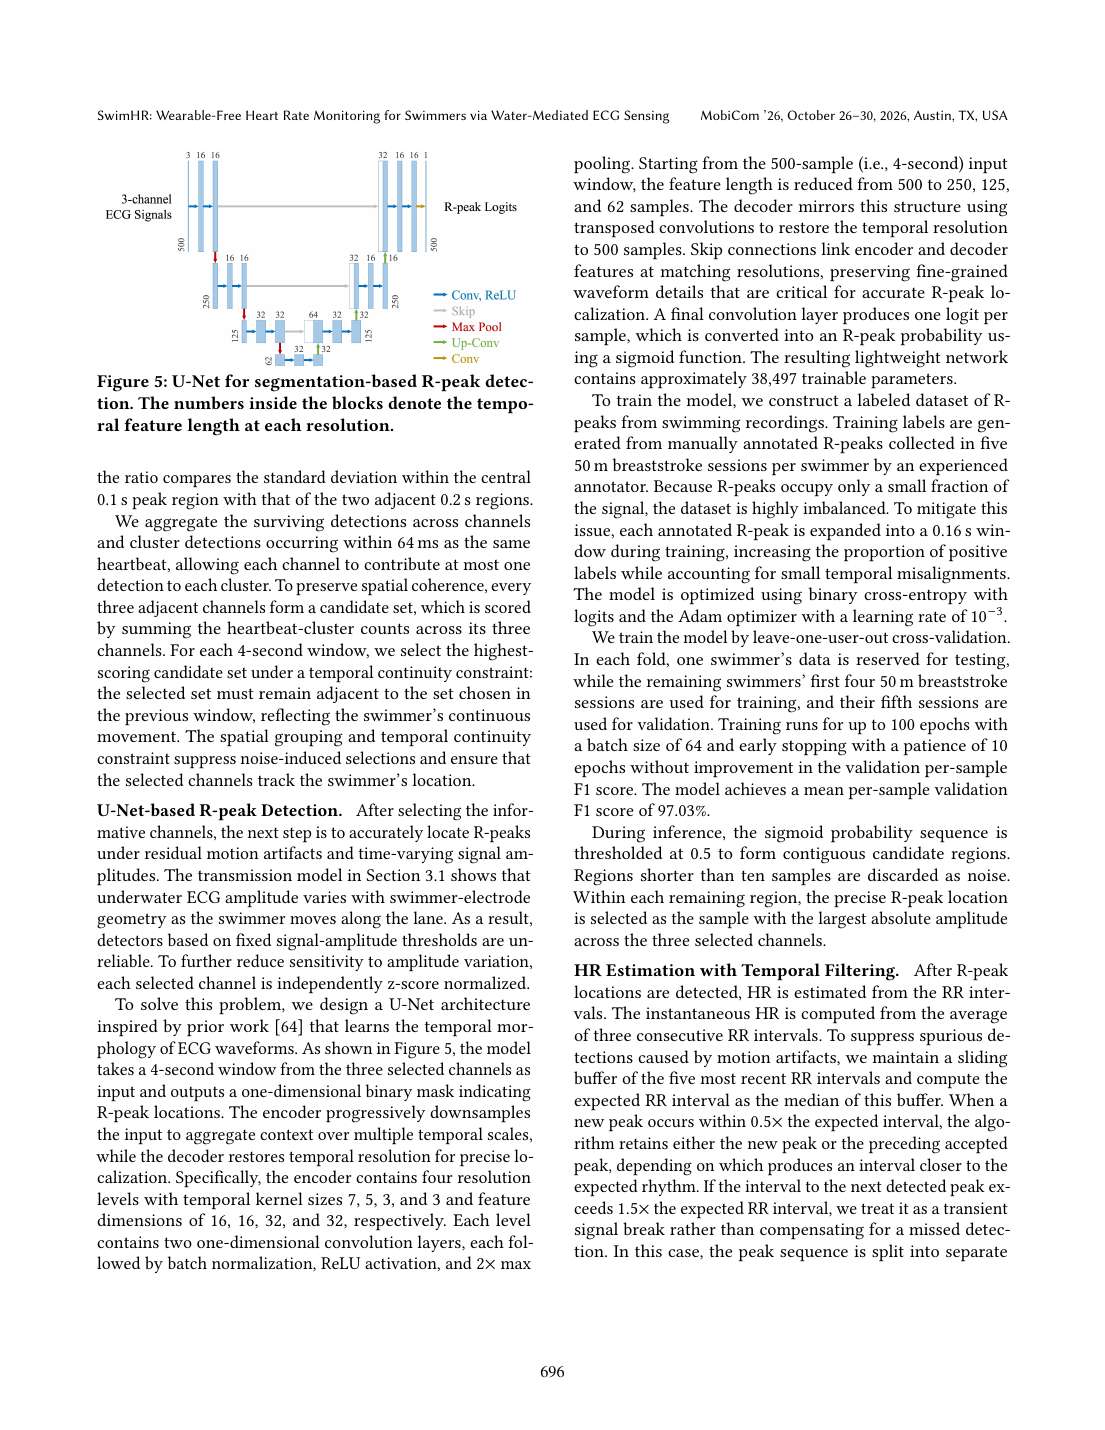 SwimHR: Wearable-Free Heart Rate Monitoring for Swimmers via Water-Mediated ECG Sensing
MobiCom '26, October 26–30, 2026, Austin, TX, USA
3 16 16
32 16 16 1
3-channel
ECG Signals
R-peak Logits
500
500
16 16
32 16 16
250
250
32 32
64 32 32
125
125
32 32
62
Conv, ReLU
Skip
Max Pool
Up-Conv
Conv
Figure 5: U-Net for segmentation-based R-peak detec-
tion. The numbers inside the blocks denote the tempo-
ral feature length at each resolution.
the ratio compares the standard deviation within the central
0.1 s peak region with that of the two adjacent 0.2 s regions.
We aggregate the surviving detections across channels
and cluster detections occurring within 64 ms as the same
heartbeat, allowing each channel to contribute at most one
detection to each cluster. To preserve spatial coherence, every
three adjacent channels form a candidate set, which is scored
by summing the heartbeat-cluster counts across its three
channels. For each 4-second window, we select the highest-
scoring candidate set under a temporal continuity constraint:
the selected set must remain adjacent to the set chosen in
the previous window, reflecting the swimmer's continuous
movement. The spatial grouping and temporal continuity
constraint suppress noise-induced selections and ensure that
the selected channels track the swimmer's location.
U-Net-based R-peak Detection. After selecting the infor-
mative channels, the next step is to accurately locate R-peaks
under residual motion artifacts and time-varying signal am-
plitudes. The transmission model in Section 3.1 shows that
underwater ECG amplitude varies with swimmer-electrode
geometry as the swimmer moves along the lane. As a result,
detectors based on fixed signal-amplitude thresholds are un-
reliable. To further reduce sensitivity to amplitude variation,
each selected channel is independently z-score normalized.
To solve this problem, we design a U-Net architecture
inspired by prior work [64] that learns the temporal mor-
phology of ECG waveforms. As shown in Figure 5, the model
takes a 4-second window from the three selected channels as
input and outputs a one-dimensional binary mask indicating
R-peak locations. The encoder progressively downsamples
the input to aggregate context over multiple temporal scales,
while the decoder restores temporal resolution for precise lo-
calization. Specifically, the encoder contains four resolution
levels with temporal kernel sizes 7, 5, 3, and 3 and feature
dimensions of 16, 16, 32, and 32, respectively. Each level
contains two one-dimensional convolution layers, each fol-
lowed by batch normalization, ReLU activation, and 2× max
pooling. Starting from the 500-sample (i.e., 4-second) input
window, the feature length is reduced from 500 to 250, 125,
and 62 samples. The decoder mirrors this structure using
transposed convolutions to restore the temporal resolution
to 500 samples. Skip connections link encoder and decoder
features at matching resolutions, preserving fine-grained
waveform details that are critical for accurate R-peak lo-
calization. A final convolution layer produces one logit per
sample, which is converted into an R-peak probability us-
ing a sigmoid function. The resulting lightweight network
contains approximately 38,497 trainable parameters.
To train the model, we construct a labeled dataset of R-
peaks from swimming recordings. Training labels are gen-
erated from manually annotated R-peaks collected in five
50 m breaststroke sessions per swimmer by an experienced
annotator. Because R-peaks occupy only a small fraction of
the signal, the dataset is highly imbalanced. To mitigate this
issue, each annotated R-peak is expanded into a 0.16 s win-
dow during training, increasing the proportion of positive
labels while accounting for small temporal misalignments.
The model is optimized using binary cross-entropy with
logits and the Adam optimizer with a learning rate of 10⁻³.
We train the model by leave-one-user-out cross-validation.
In each fold, one swimmer's data is reserved for testing,
while the remaining swimmers' first four 50 m breaststroke
sessions are used for training, and their fifth sessions are
used for validation. Training runs for up to 100 epochs with
a batch size of 64 and early stopping with a patience of 10
epochs without improvement in the validation per-sample
F1 score. The model achieves a mean per-sample validation
F1 score of 97.03%.
During inference, the sigmoid probability sequence is
thresholded at 0.5 to form contiguous candidate regions.
Regions shorter than ten samples are discarded as noise.
Within each remaining region, the precise R-peak location
is selected as the sample with the largest absolute amplitude
across the three selected channels.
HR Estimation with Temporal Filtering. After R-peak
locations are detected, HR is estimated from the RR inter-
vals. The instantaneous HR is computed from the average
of three consecutive RR intervals. To suppress spurious de-
tections caused by motion artifacts, we maintain a sliding
buffer of the five most recent RR intervals and compute the
expected RR interval as the median of this buffer. When a
new peak occurs within 0.5× the expected interval, the algo-
rithm retains either the new peak or the preceding accepted
peak, depending on which produces an interval closer to the
expected rhythm. If the interval to the next detected peak ex-
ceeds 1.5× the expected RR interval, we treat it as a transient
signal break rather than compensating for a missed detec-
tion. In this case, the peak sequence is split into separate
696